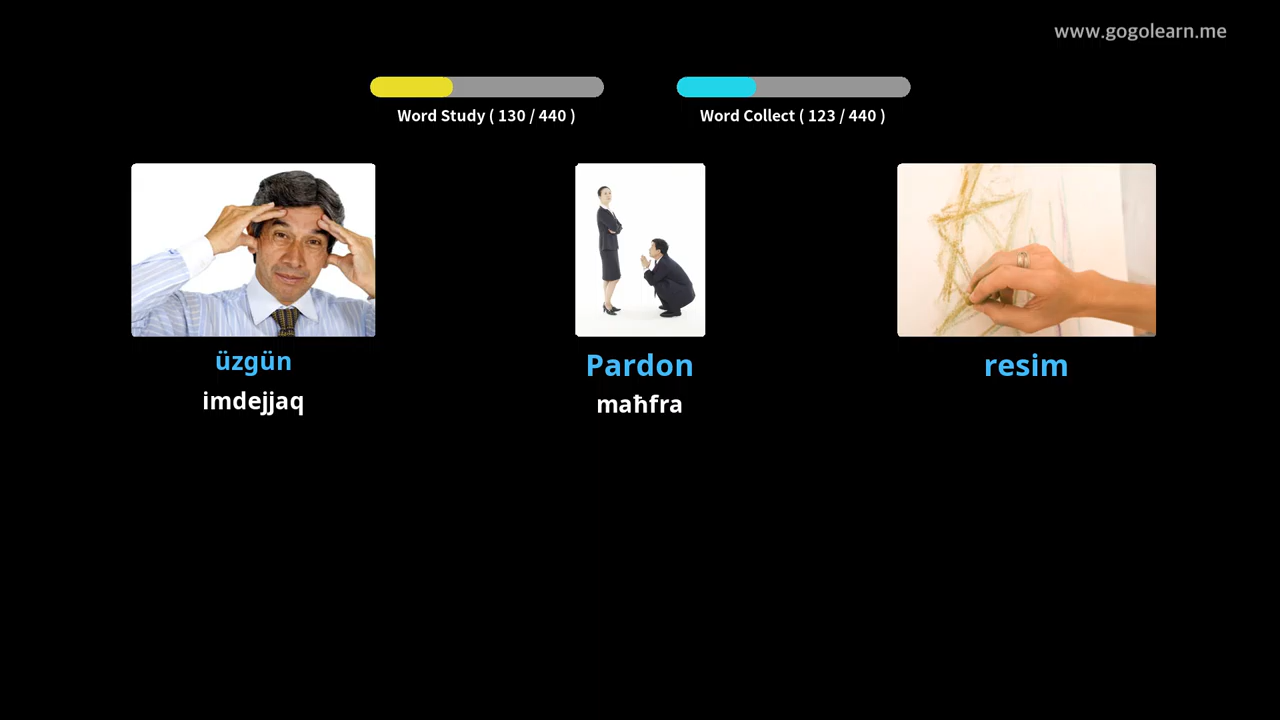 www.gogolearn.me
Word Study ( 130 / 440 )
Word Collect ( 123 / 440 )
üzgün
imdejjaq
Pardon
maħfra
resim